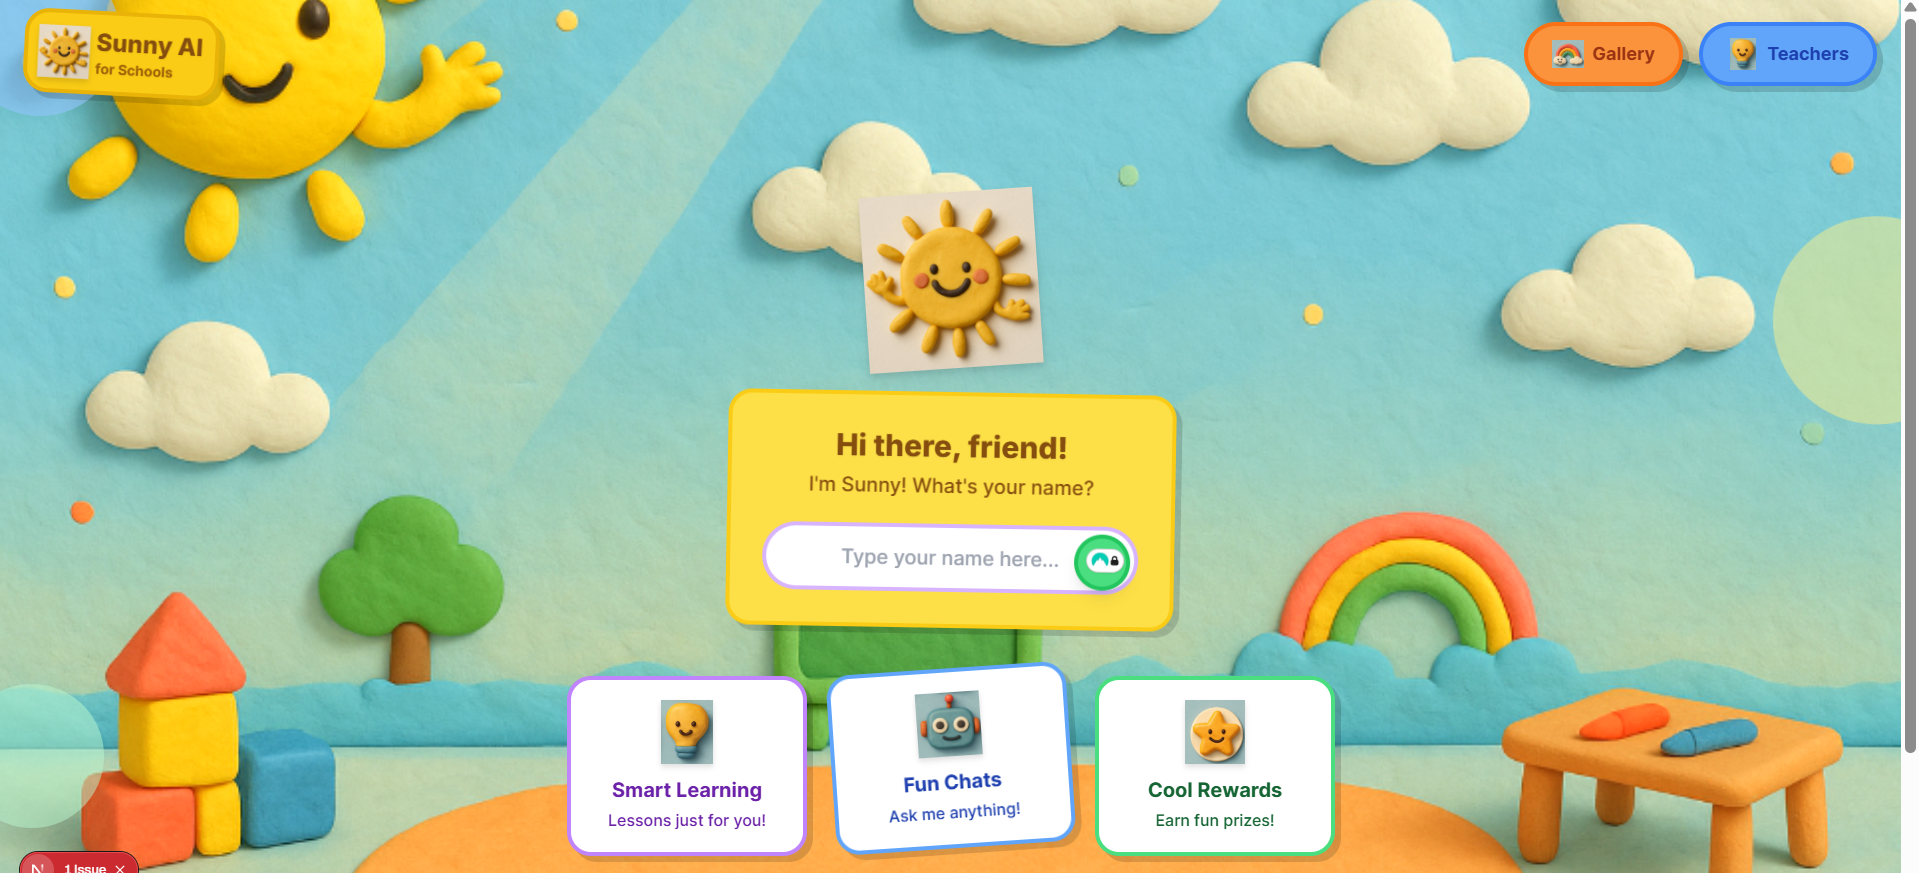 Sunny AI
for Schools
Gallery
Teachers
Hi there, friend!
I'm Sunny! What's your name?
Type your name here...
Smart Learning
Lessons just for you!
Fun Chats
Ask me anything!
Cool Rewards
Earn fun prizes!
N
1 Issue